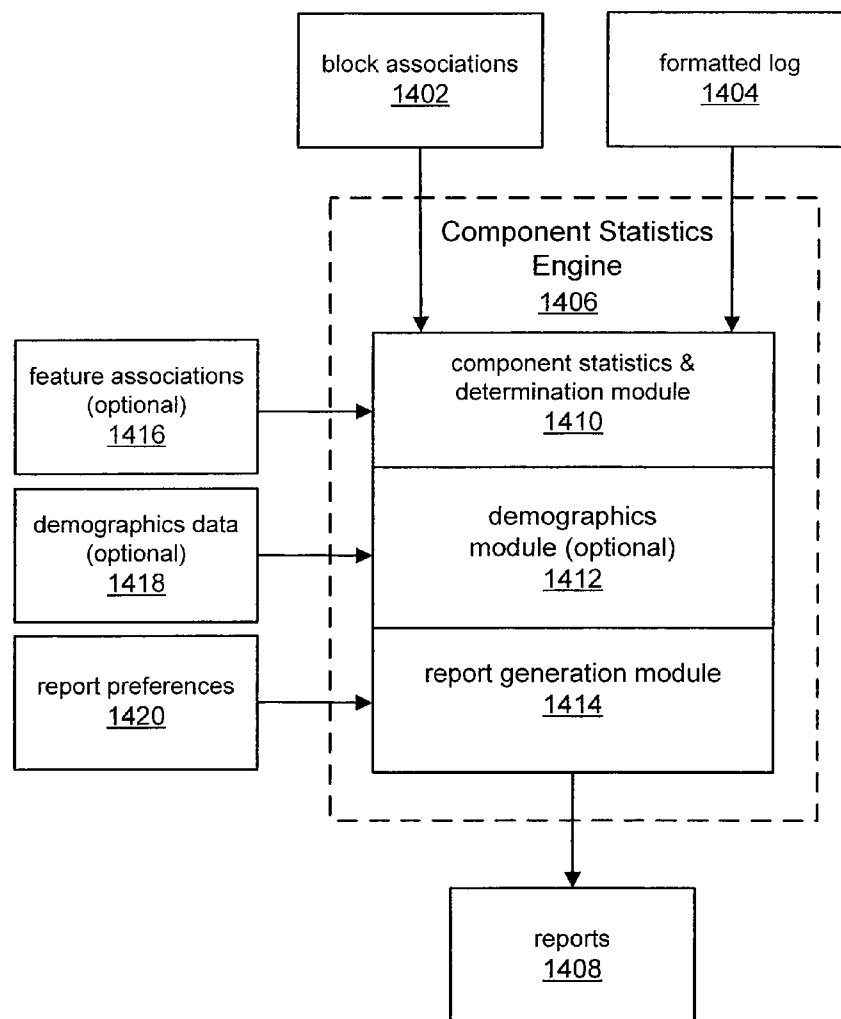 block associations
1402
formatted log
1404
Component Statistics
Engine
1406
feature associations
(optional)
1416
component statistics &
determination module
1410
demographics data
(optional)
1418
demographics
module (optional)
1412
report preferences
1420
report generation module
1414
reports
1408